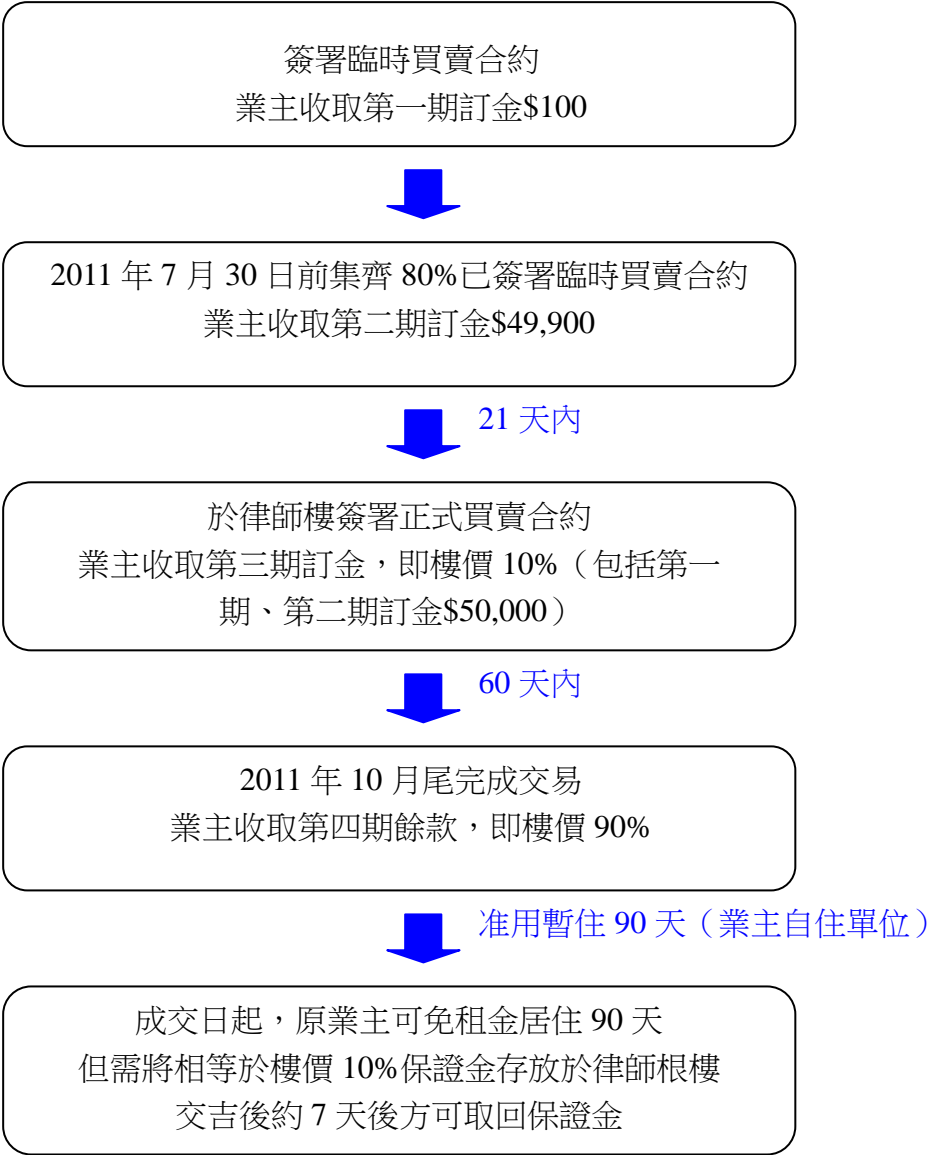 簽署臨時買賣合約
業主收取第一期訂金$100
2011 年 7 月 30 日前集齊 80%已簽署臨時買賣合約
業主收取第二期訂金$49,900
21 天內
於律師樓簽署正式買賣合約
業主收取第三期訂金，即樓價 10%（包括第一
期、第二期訂金$50,000）
60 天內
2011 年 10 月尾完成交易
業主收取第四期餘款，即樓價 90%
准用暫住 90 天（業主自住單位）
成交日起，原業主可免租金居住 90 天
但需將相等於樓價 10%保證金存放於律師根樓
交吉後約 7 天後方可取回保證金